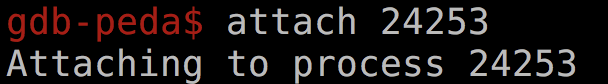 gdb-peda$ attach 24253
Attaching to process 24253